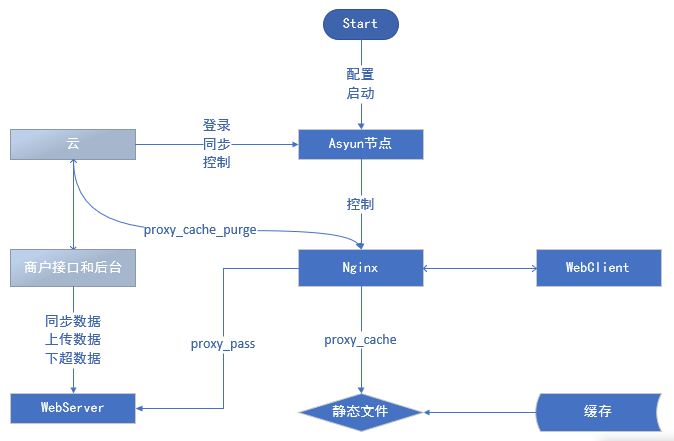 Start
配置
启动
云
登录
同步
控制
Asyun节点
控制
proxy_cache_purge
商户接口和后台
Nginx
WebClient
同步数据
上传数据
下超数据
proxy_pass
proxy_cache
WebServer
静态文件
缓存